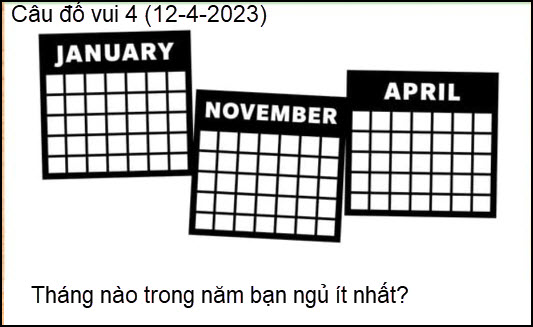 Câu đố vui 4 (12-4-2023)
JANUARY
NOVEMBER
APRIL
Tháng nào trong năm bạn ngủ ít nhất?